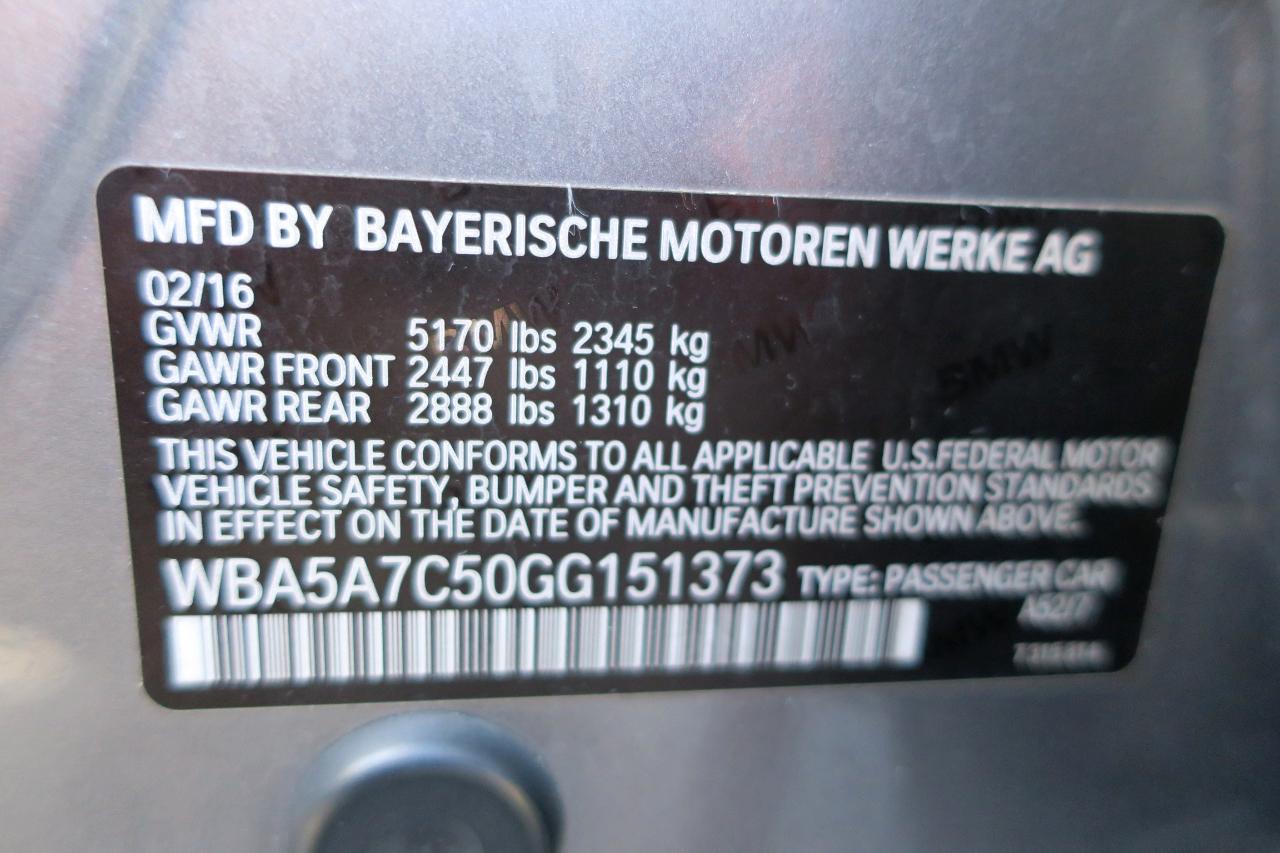 MFD BY BAYERISCHE MOTOREN WERKE AG
02/16
GVWR 5170 lbs 2345 kg
GAWR FRONT 2447 lbs 1110 kg
GAWR REAR 2888 lbs 1310 kg
THIS VEHICLE CONFORMS TO ALL APPLICABLE U.S.FEDERAL MOTOR
VEHICLE SAFETY, BUMPER AND THEFT PREVENTION STANDARDS
IN EFFECT ON THE DATE OF MANUFACTURE SHOWN ABOVE.
WBA5A7C50GG151373 TYPE: PASSENGER CAR